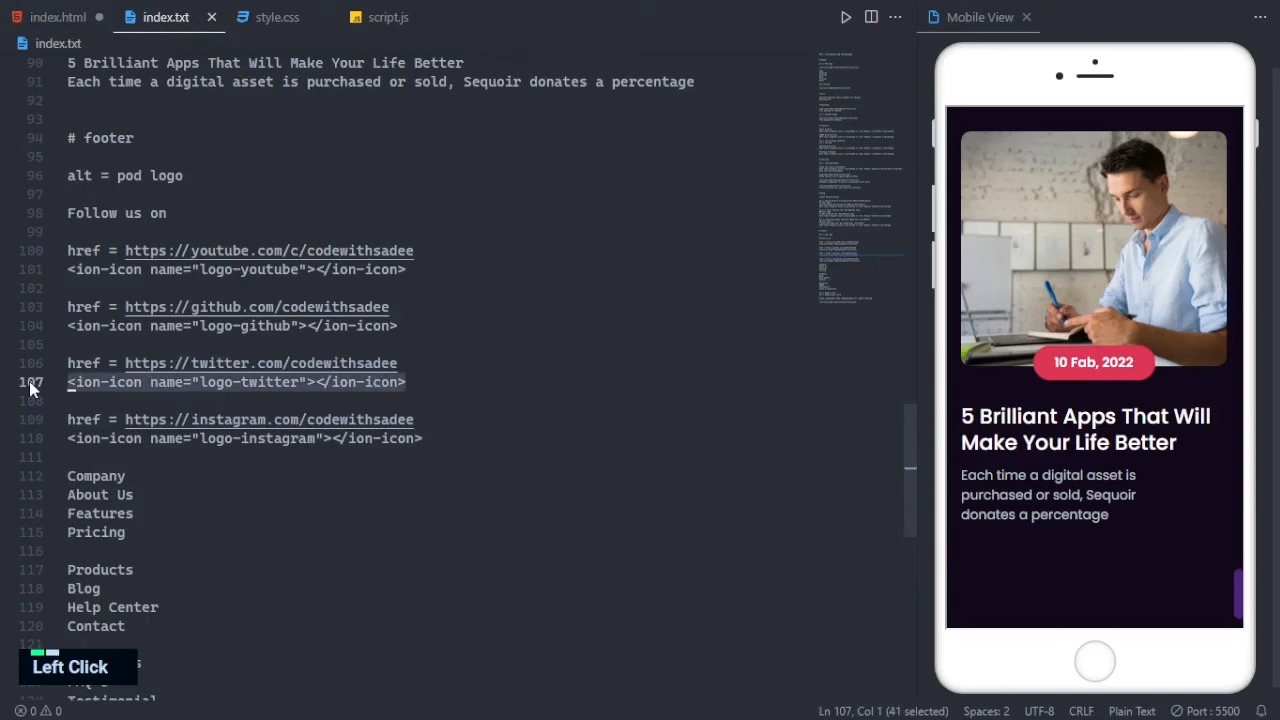 index.html
index.txt
style.css
script.js
Mobile View
index.txt
90 5 Brilliant Apps That Will Make Your Life Better
91 Each time a digital asset is purchased or sold, Sequoir donates a percentage
92
93
94 # footer
95
96 alt = pord logo
97
98 Follow us on
99
100 href = https://youtube.com/c/codewithsadee
101 <ion-icon name="logo-youtube"></ion-icon>
102
103 href = https://github.com/codewithsadee
104 <ion-icon name="logo-github"></ion-icon>
105
106 href = https://twitter.com/codewithsadee
107 <ion-icon name="logo-twitter"></ion-icon>
108
109 href = https://instagram.com/codewithsadee
110 <ion-icon name="logo-instagram"></ion-icon>
111
112 Company
113 About Us
114 Features
115 Pricing
116
117 Products
118 Blog
119 Help Center
120 Contact
121
Left Click
Testimonial
10 Fab, 2022
5 Brilliant Apps That Will
Make Your Life Better
Each time a digital asset is
purchased or sold, Sequoir
donates a percentage
0 0
Ln 107, Col 1 (41 selected)
Spaces: 2
UTF-8
CRLF
Plain Text
Port : 5500